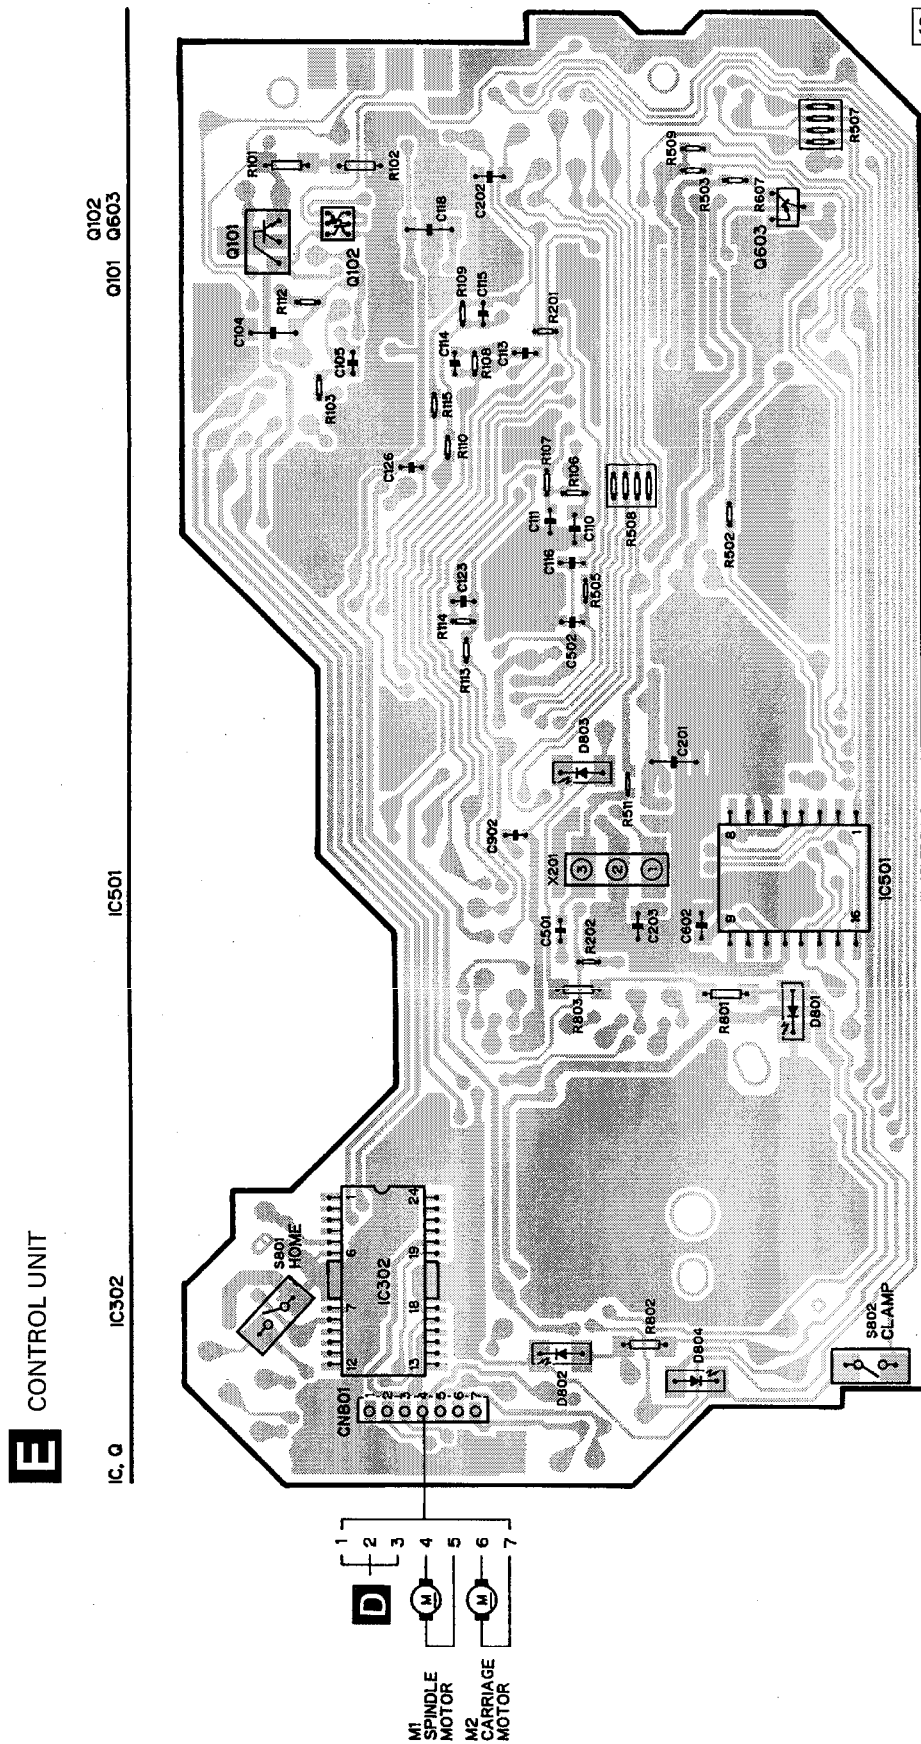 E CONTROL UNIT
IC, Q
IC302
IC501
Q101
Q102
Q603
D
1
2
3
4
5
6
7
M
M
M1
SPINDLE
MOTOR
M2
CARRIAGE
MOTOR
CN801
1
2
3
4
5
6
7
S801
HOME
12
7
6
1
IC302
13
18
19
24
D802
R802
D804
S802
CLAMP
R803
R202
C501
C203
C602
R801
D801
X201
3
2
1
9
8
16
1
IC501
C902
D803
R511
C201
R113
R114
C123
C502
R505
C116
C110
C111
R107
R106
R508
R502
C126
R110
R115
R103
C105
C114
R108
C113
R201
R109
C115
C104
R112
Q101
Q102
R101
R102
C118
C202
R509
R503
R607
Q603
R507